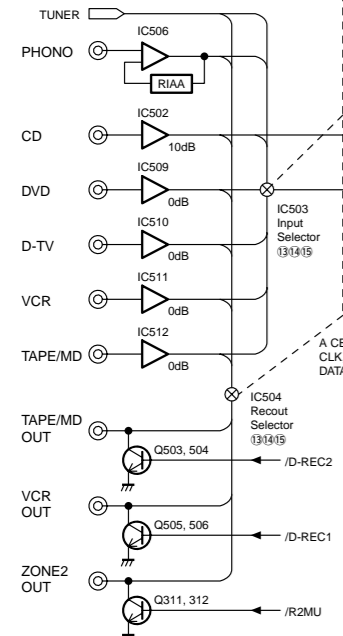 TUNER
PHONO
IC506
RIAA
CD
IC502
10dB
DVD
IC509
0dB
IC503
Input
Selector
⑬⑭⑮
D-TV
IC510
0dB
VCR
IC511
0dB
TAPE/MD
IC512
0dB
A CE
CLK
DATA
IC504
Recout
Selector
⑬⑭⑮
TAPE/MD
OUT
Q503, 504
/D-REC2
VCR
OUT
Q505, 506
/D-REC1
ZONE2
OUT
Q311, 312
/R2MU